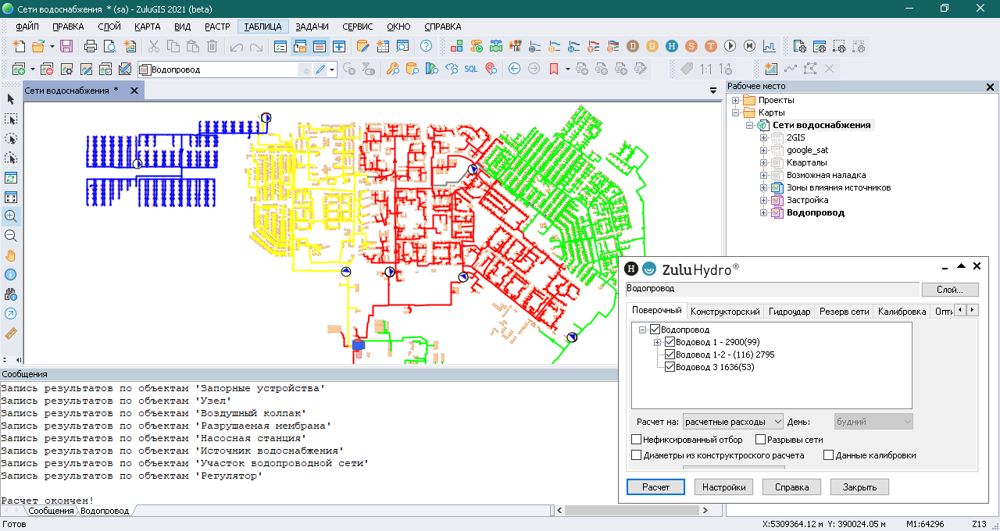 Сети водоснабжения * (sa) - ZuluGIS 2021 (beta)
ФАЙЛ ПРАВКА СЛОЙ КАРТА ВИД РАСТР ТАБЛИЦА ЗАДАЧИ СЕРВИС ОКНО СПРАВКА
D G H S T
Водопровод SQL 1:1
Сети водоснабжения *
Рабочее место
Проекты
Карты
Сети водоснабжения
2GIS
google_sat
Кварталы
Возможная наладка
Зоны влияния источников
Застройка
Водопровод
H ZuluHydro®
Водопровод
Слой...
Поверочный Конструкторский Гидроудар Резерв сети Калибровка Опти
Водопровод
Водовод 1 - 2900(99)
Водовод 1-2 - (116) 2795
Водовод 3 1636(53)
Расчет на: расчетные расходы День: будний
Нефиксированный отбор Разрывы сети
Диаметры из конструктроского расчета Данные калибровки
Расчет Настройки Справка Закрыть
Сообщения
Запись результатов по объектам 'Запорные устройства'
Запись результатов по объектам 'Узел'
Запись результатов по объектам 'Воздушный колпак'
Запись результатов по объектам 'Разрушаемая мембрана'
Запись результатов по объектам 'Насосная станция'
Запись результатов по объектам 'Источник водоснабжения'
Запись результатов по объектам 'Участок водопроводной сети'
Запись результатов по объектам 'Регулятор'
Расчет окончен!
Сообщения Водопровод
Готов X:5309364.12 м Y: 390024.05 м M1:64296 Z13